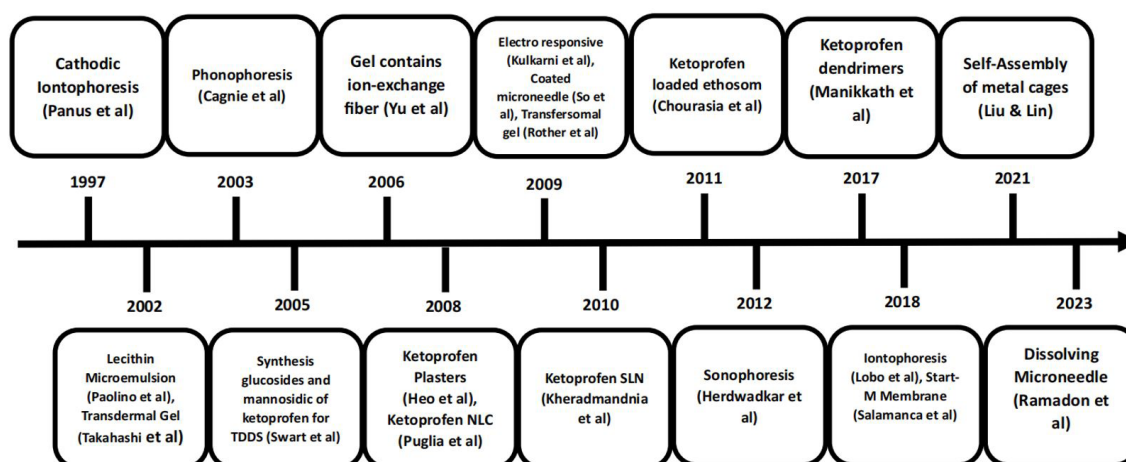 Cathodic
Iontophoresis
(Panus et al)
Phonophoresis
(Cagnie et al)
Gel contains
ion-exchange
fiber (Yu et al)
Electro responsive
(Kulkarni et al),
Coated
microneedle (So et
al), Transfersomal
gel (Rother et al)
Ketoprofen
loaded ethosom
(Chourasia et al)
Ketoprofen
dendrimers
(Manikkath et
al)
Self-Assembly
of metal cages
(Liu & Lin)
1997
2003
2006
2009
2011
2017
2021
2002
2005
2008
2010
2012
2018
2023
Lecithin
Microemulsion
(Paolino et al),
Transdermal Gel
(Takahashi et al)
Synthesis
glucosides and
mannosidic of
ketoprofen for
TDDS (Swart et al)
Ketoprofen
Plasters
(Heo et al),
Ketoprofen NLC
(Puglia et al)
Ketoprofen SLN
(Kheradmandnia
et al)
Sonophoresis
(Herdwadkar et
al)
Iontophoresis
(Lobo et al), Start-
M Membrane
(Salamanca et al)
Dissolving
Microneedle
(Ramadon et
al)